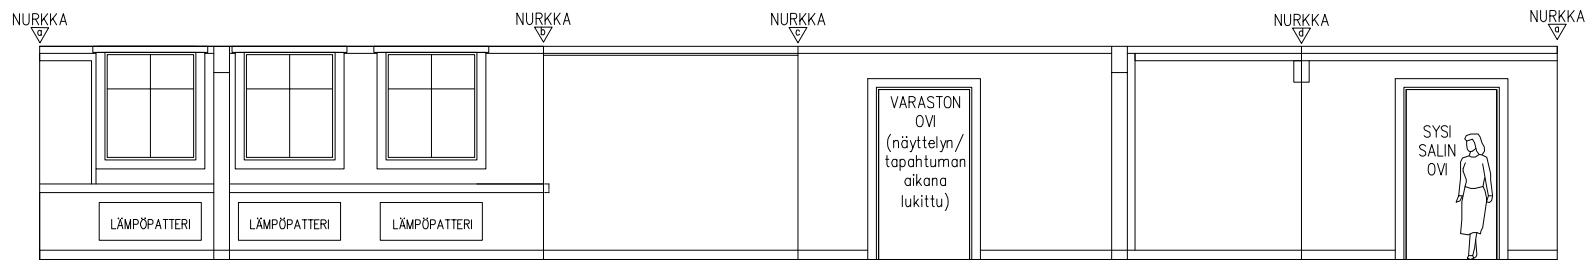 NURKKA
a
NURKKA
b
NURKKA
c
NURKKA
d
NURKKA
a
VARASTON
OVI
(näyttelyn/
tapahtuman
aikana
lukittu)
SYSI
SALIN
OVI
LÄMPÖPATTERI
LÄMPÖPATTERI
LÄMPÖPATTERI